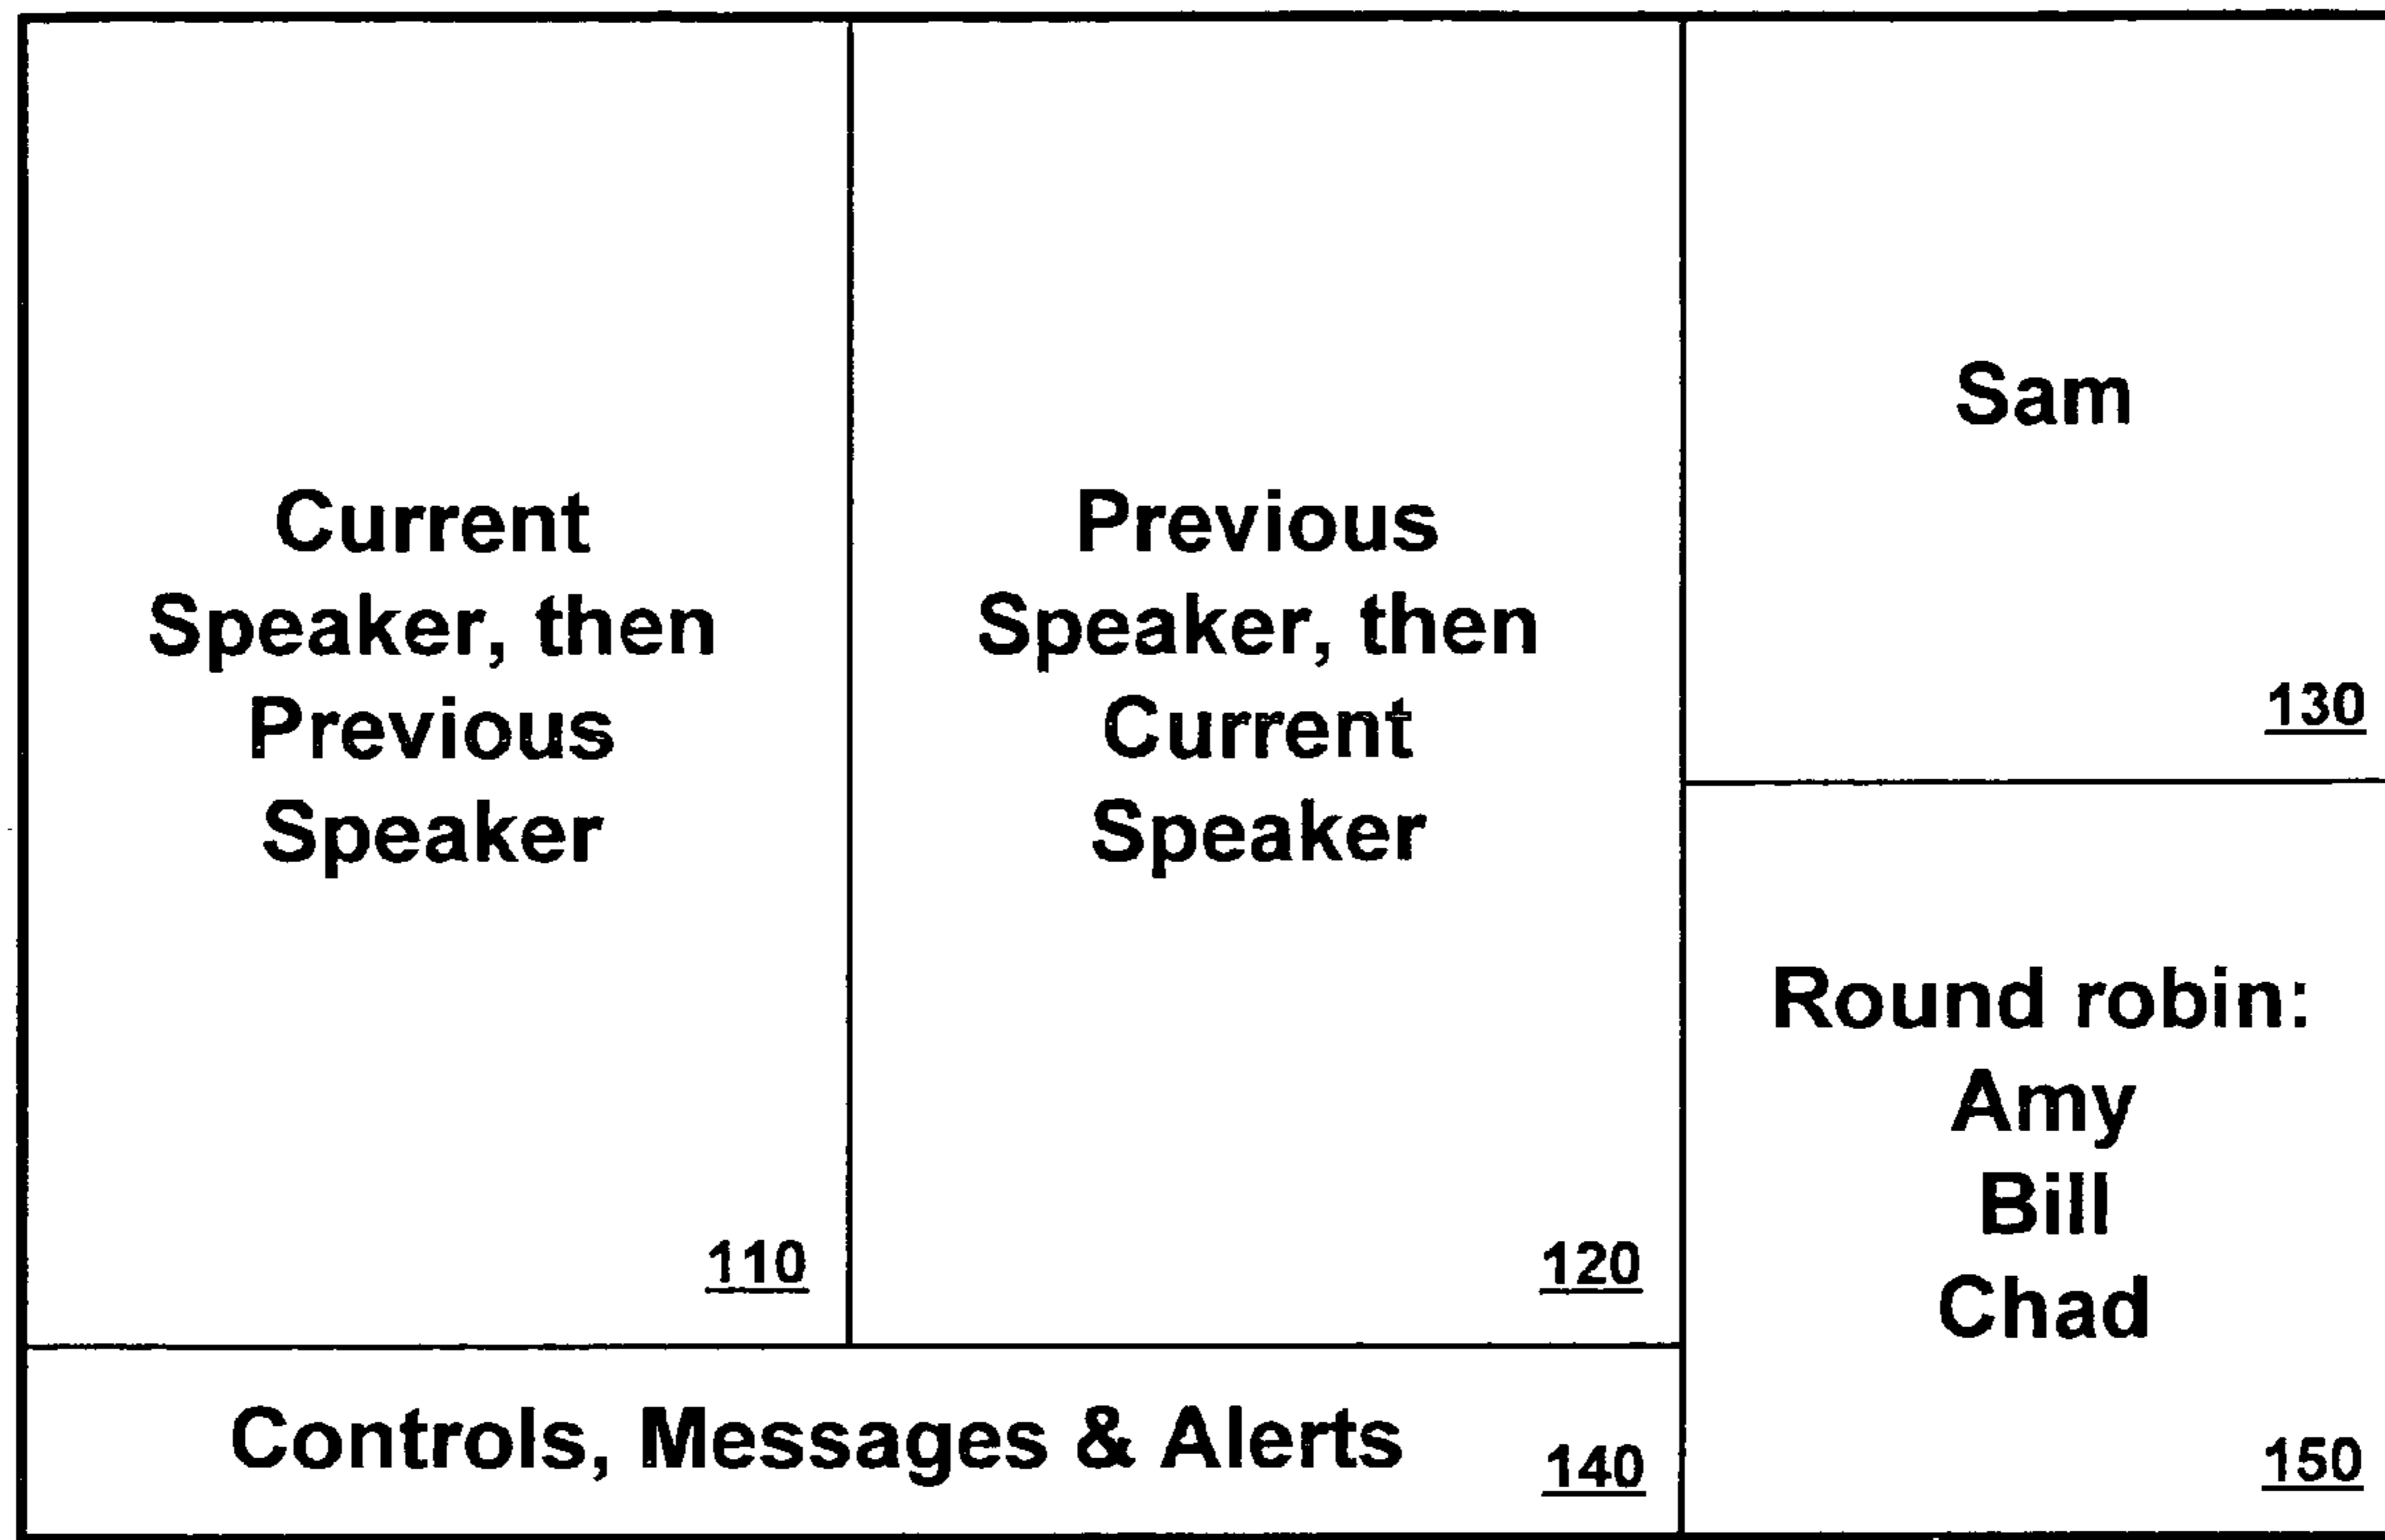 Current
Speaker, then
Previous
Speaker
110
Previous
Speaker, then
Current
Speaker
120
Sam
130
Round robin:
Amy
Bill
Chad
150
Controls, Messages & Alerts
140